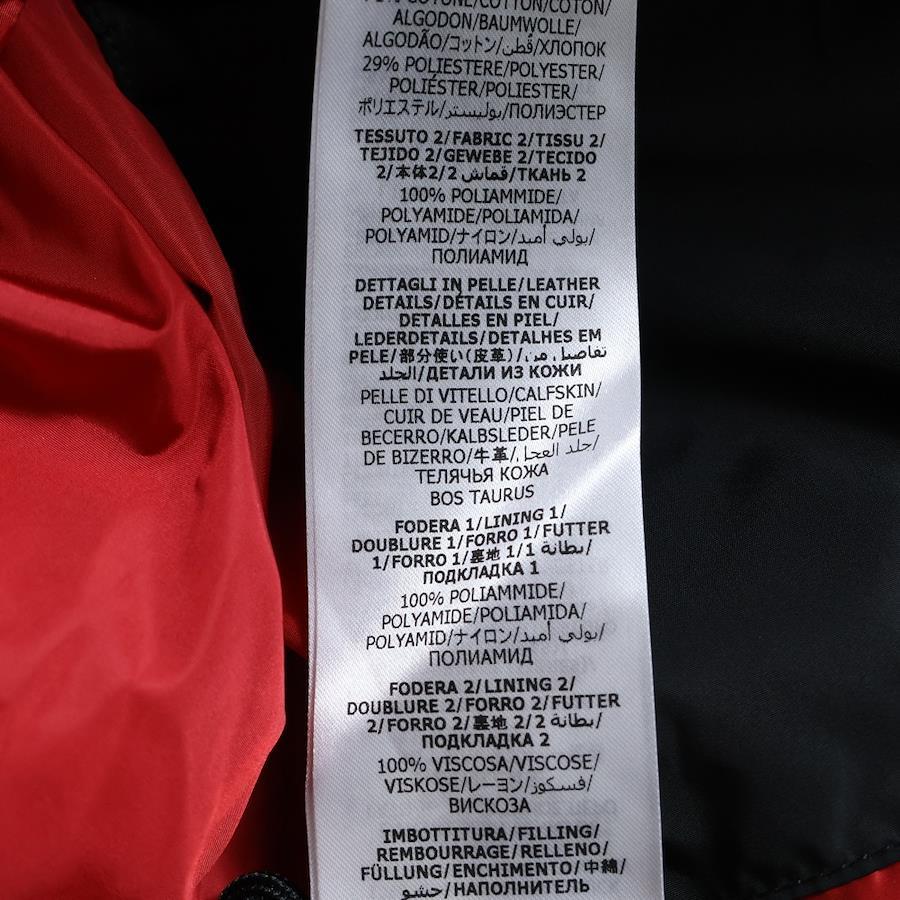 COTONE/COTTON/COTON/
ALGODON/BAUMWOLLE/
ALGODÃO/コットン/قطن/ХЛОПОК
29% POLIESTERE/POLYESTER/
POLIÉSTER/POLIESTER/
ポリエステル/بوليستر/ПОЛИЭСТЕР
TESSUTO 2/FABRIC 2/TISSU 2/
TEJIDO 2/GEWEBE 2/TECIDO
2/本体2/2 قماش/ТКАНЬ 2
100% POLIAMMIDE/
POLYAMIDE/POLIAMIDA/
POLYAMID/ナイロン/بولي أميد/
ПОЛИАМИД
DETTAGLI IN PELLE/LEATHER
DETAILS/DÉTAILS EN CUIR/
DETALLES EN PIEL/
LEDERDETAILS/DETALHES EM
PELE/部分使い(皮革)/تفاصيل من
الجلد/ДЕТАЛИ ИЗ КОЖИ
PELLE DI VITELLO/CALFSKIN/
CUIR DE VEAU/PIEL DE
BECERRO/KALBSLEDER/PELE
DE BIZERRO/牛革/جلد العجل/
ТЕЛЯЧЬЯ КОЖА
BOS TAURUS
FODERA 1/LINING 1/
DOUBLURE 1/FORRO 1/FUTTER
1/FORRO 1/裏地 1/1 بطانة/
ПОДКЛАДКА 1
100% POLIAMMIDE/
POLYAMIDE/POLIAMIDA/
POLYAMID/ナイロン/بولي أميد/
ПОЛИАМИД
FODERA 2/LINING 2/
DOUBLURE 2/FORRO 2/FUTTER
2/FORRO 2/裏地 2/2 بطانة/
ПОДКЛАДКА 2
100% VISCOSA/VISCOSE/
VISKOSE/レーヨン/فسكوز/
ВИСКОЗА
IMBOTTITURA/FILLING/
REMBOURRAGE/RELLENO/
FÜLLUNG/ENCHIMENTO/中綿/
حشو/НАПОЛНИТЕЛЬ